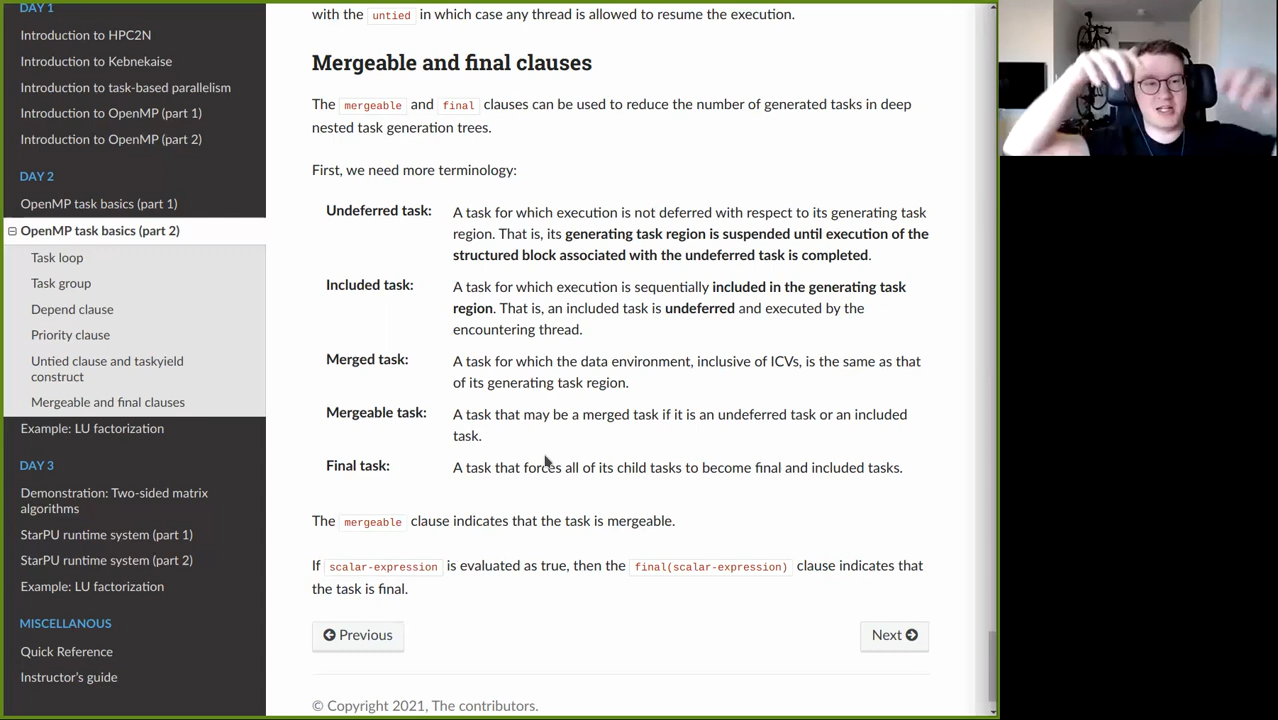 DAY 1
Introduction to HPC2N
Introduction to Kebnekaise
Introduction to task-based parallelism
Introduction to OpenMP (part 1)
Introduction to OpenMP (part 2)
DAY 2
OpenMP task basics (part 1)
OpenMP task basics (part 2)
Task loop
Task group
Depend clause
Priority clause
Untied clause and taskyield
construct
Mergeable and final clauses
Example: LU factorization
DAY 3
Demonstration: Two-sided matrix
algorithms
StarPU runtime system (part 1)
StarPU runtime system (part 2)
Example: LU factorization
MISCELLANOUS
Quick Reference
Instructor's guide
with the untied in which case any thread is allowed to resume the execution.
Mergeable and final clauses
The mergeable and final clauses can be used to reduce the number of generated tasks in deep
nested task generation trees.
First, we need more terminology:
Undeferred task: A task for which execution is not deferred with respect to its generating task
region. That is, its generating task region is suspended until execution of the
structured block associated with the undeferred task is completed.
Included task: A task for which execution is sequentially included in the generating task
region. That is, an included task is undeferred and executed by the
encountering thread.
Merged task: A task for which the data environment, inclusive of ICVs, is the same as that
of its generating task region.
Mergeable task: A task that may be a merged task if it is an undeferred task or an included
task.
Final task: A task that forces all of its child tasks to become final and included tasks.
The mergeable clause indicates that the task is mergeable.
If scalar-expression is evaluated as true, then the final(scalar-expression) clause indicates that
the task is final.
Previous
Next
© Copyright 2021, The contributors.